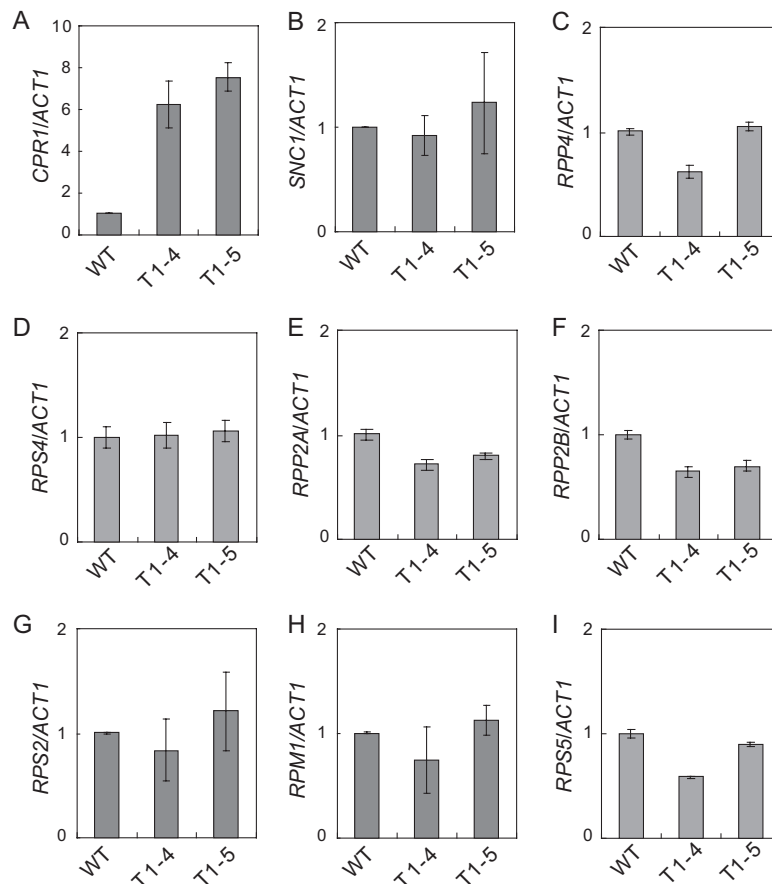 A
CPR1/ACT1
10
8
6
4
2
0
WT
T1-4
T1-5
B
SNC1/ACT1
2
1
0
WT
T1-4
T1-5
C
RPP4/ACT1
2
1
0
WT
T1-4
T1-5
D
RPS4/ACT1
2
1
0
WT
T1-4
T1-5
E
RPP2A/ACT1
2
1
0
WT
T1-4
T1-5
F
RPP2B/ACT1
2
1
0
WT
T1-4
T1-5
G
RPS2/ACT1
2
1
0
WT
T1-4
T1-5
H
RPM1/ACT1
2
1
0
WT
T1-4
T1-5
I
RPS5/ACT1
2
1
0
WT
T1-4
T1-5